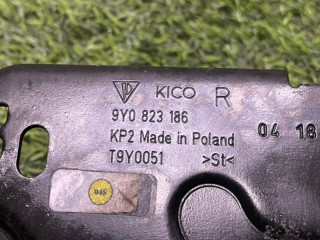 KICO R
9Y0 823 186
KP2 Made in Poland
04 18
T9Y0051 >St<